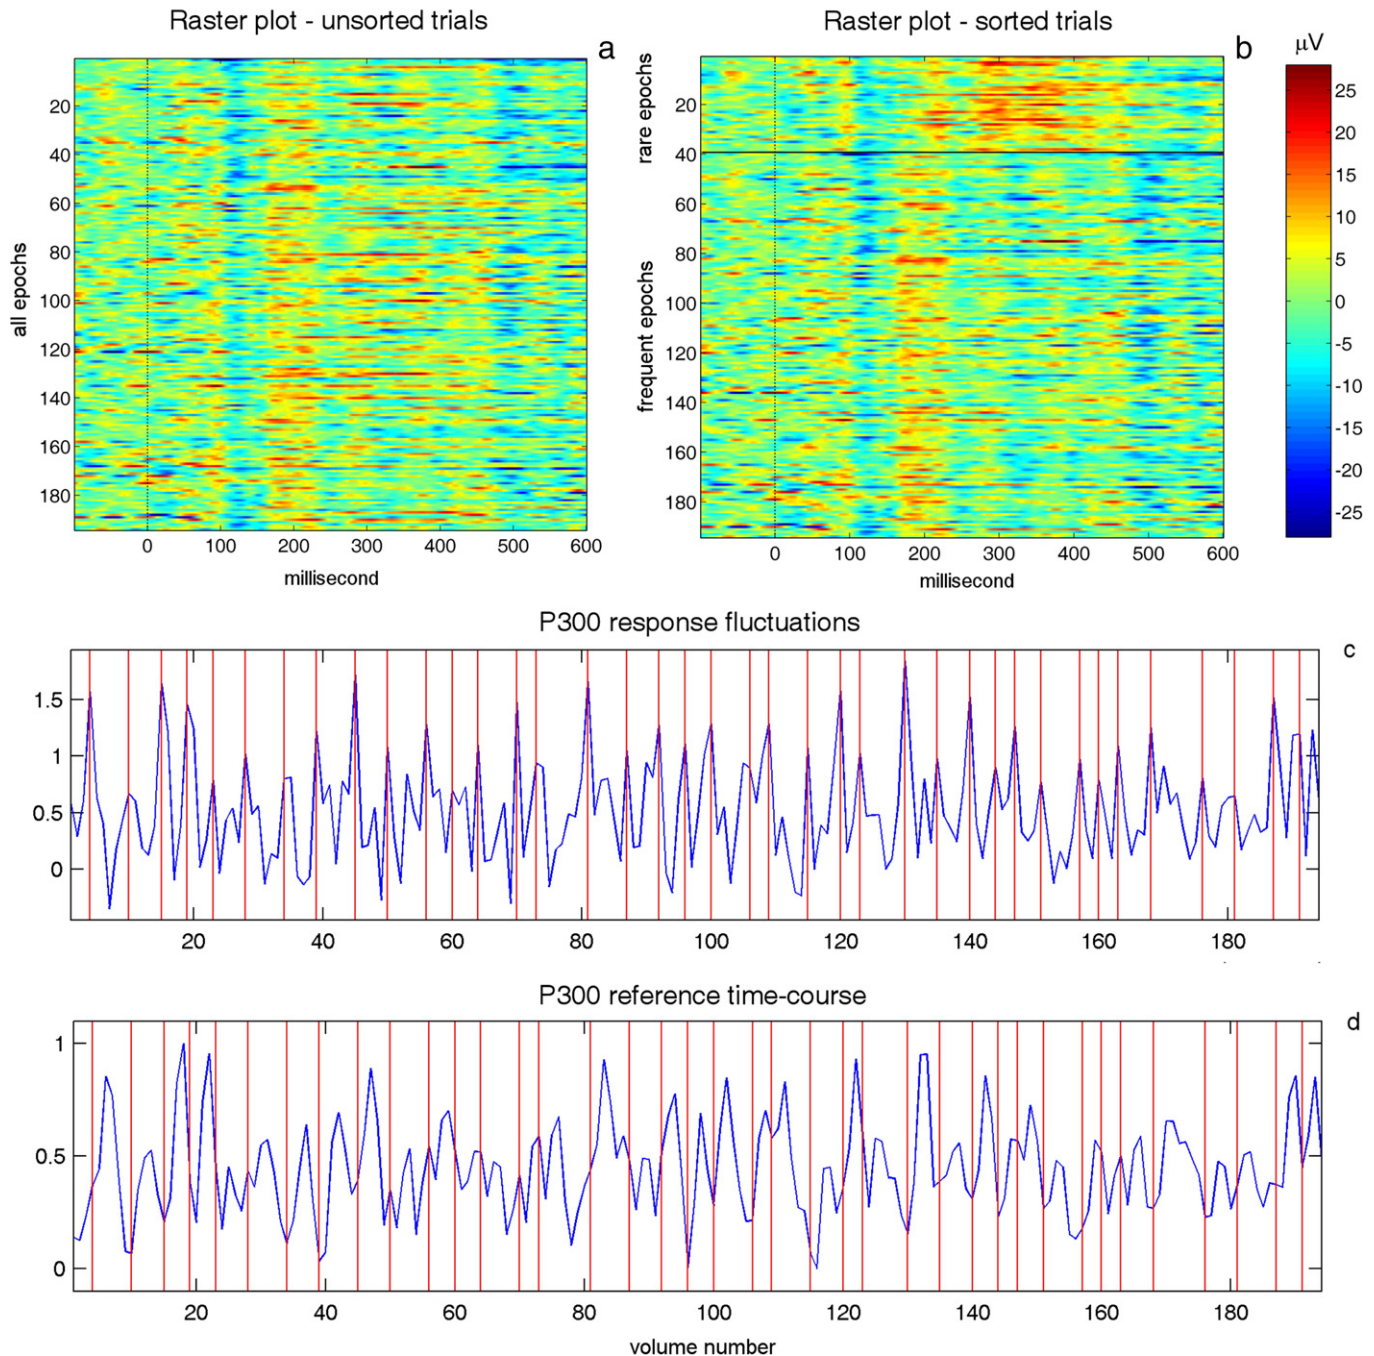 Raster plot - unsorted trials
a
all epochs
20
40
60
80
100
120
140
160
180
0 100 200 300 400 500 600
millisecond
Raster plot - sorted trials
b
rare epochs
frequent epochs
20
40
60
80
100
120
140
160
180
0 100 200 300 400 500 600
millisecond
μV
25
20
15
10
5
0
-5
-10
-15
-20
-25
P300 response fluctuations
c
1.5
1
0.5
0
20 40 60 80 100 120 140 160 180
P300 reference time-course
d
1
0.5
0
20 40 60 80 100 120 140 160 180
volume number